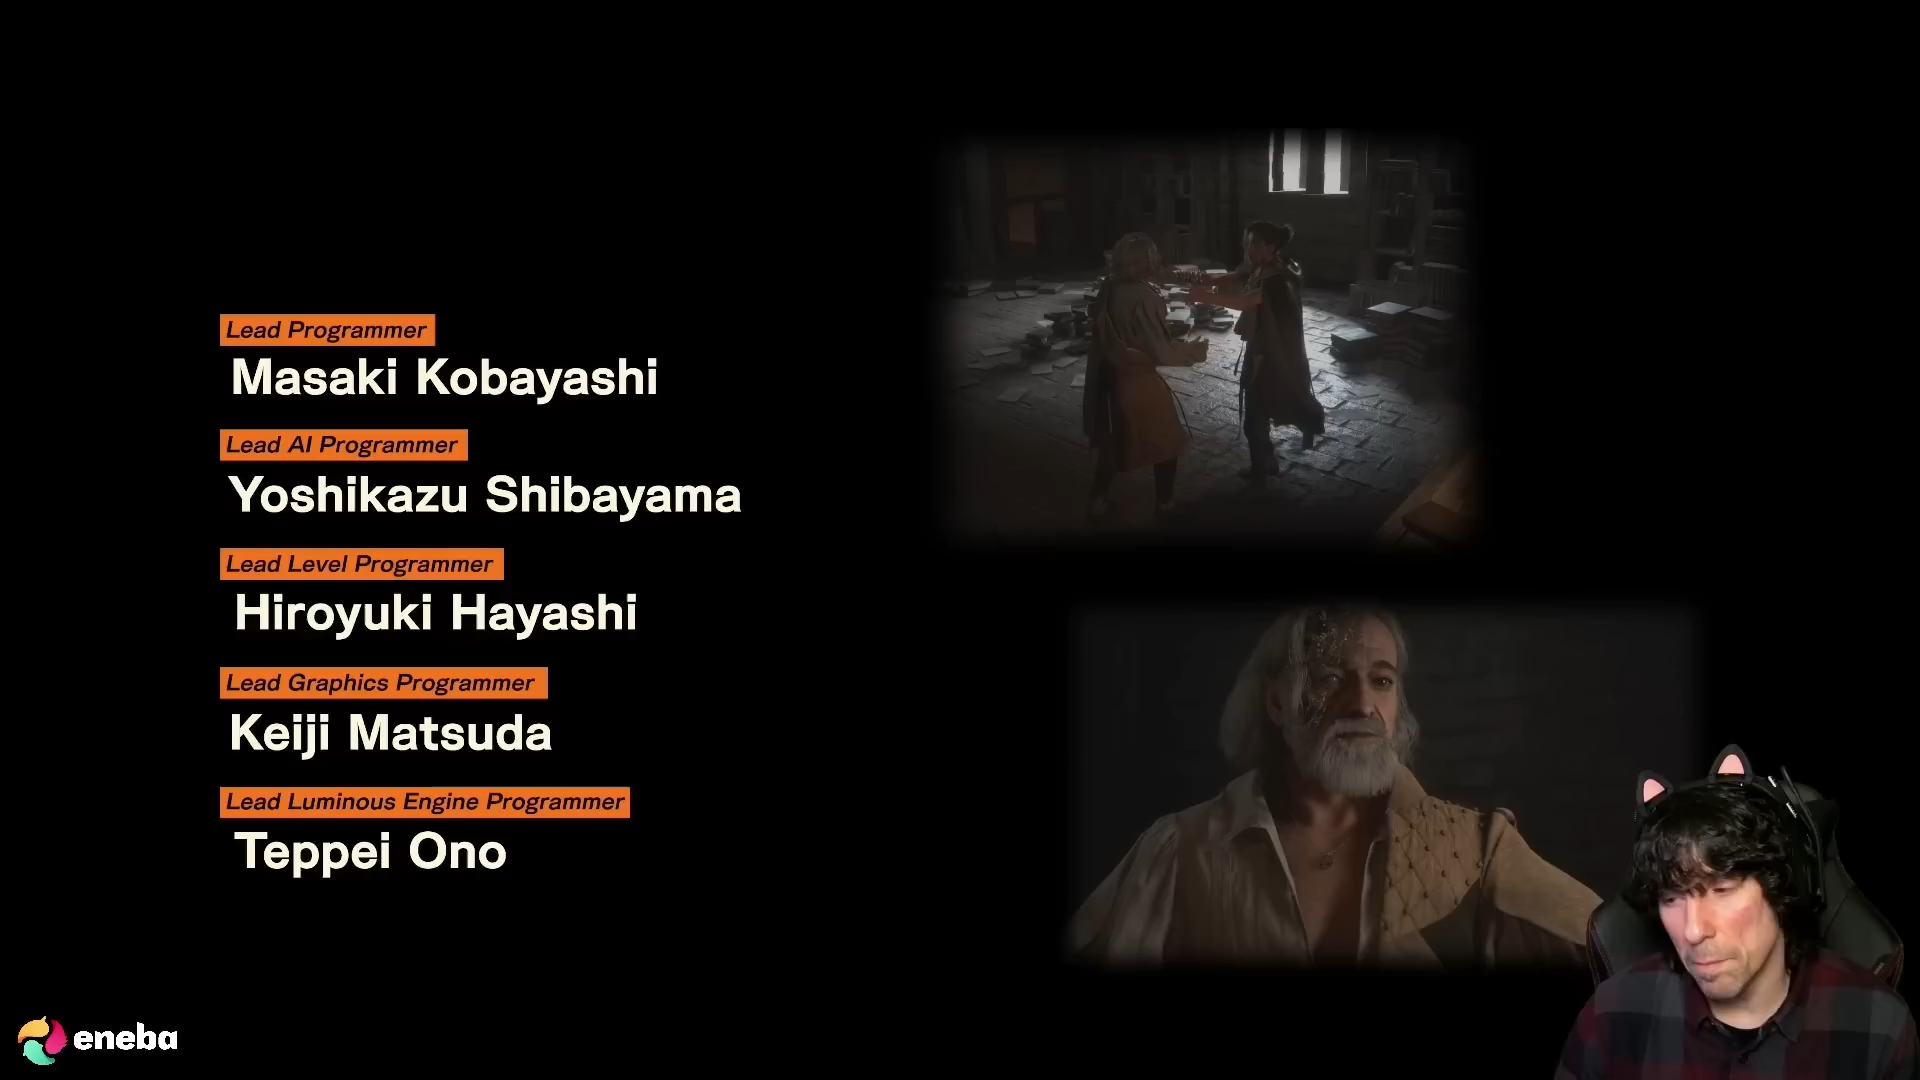 Lead Programmer
Masaki Kobayashi
Lead AI Programmer
Yoshikazu Shibayama
Lead Level Programmer
Hiroyuki Hayashi
Lead Graphics Programmer
Keiji Matsuda
Lead Luminous Engine Programmer
Teppei Ono
eneba